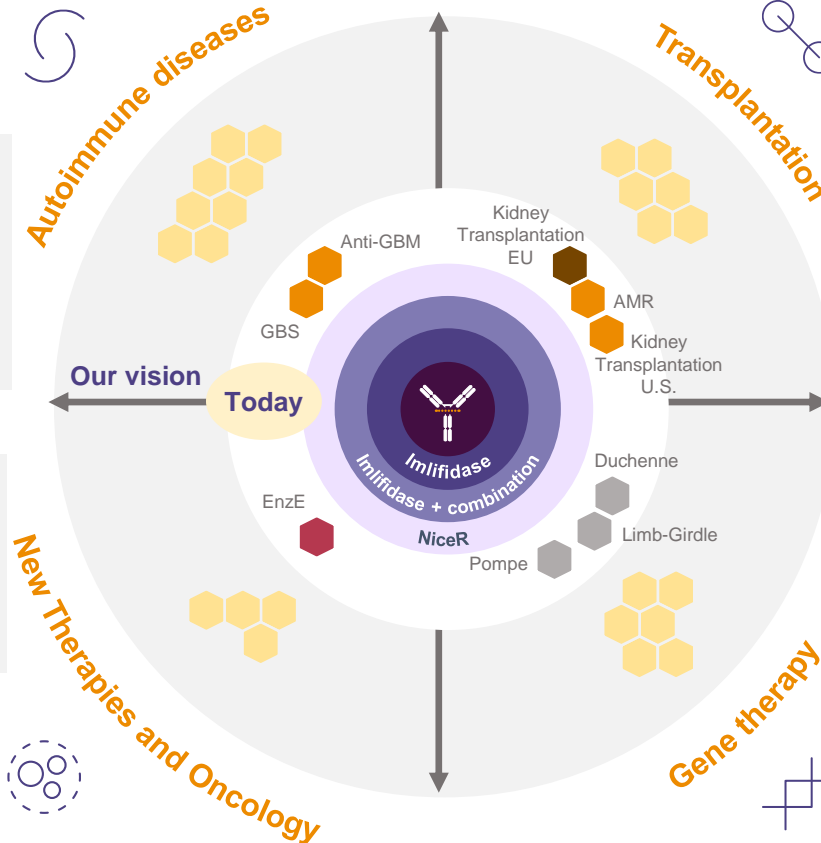 Autoimmune diseases
Transplantation
Kidney
Transplantation
EU
Anti-GBM
AMR
GBS
Kidney
Transplantation
U.S.
Our vision
Today
Imlifidase
Imlifidase + combination
NiceR
Duchenne
EnzE
Limb-Girdle
Pompe
New Therapies and Oncology
Gene therapy